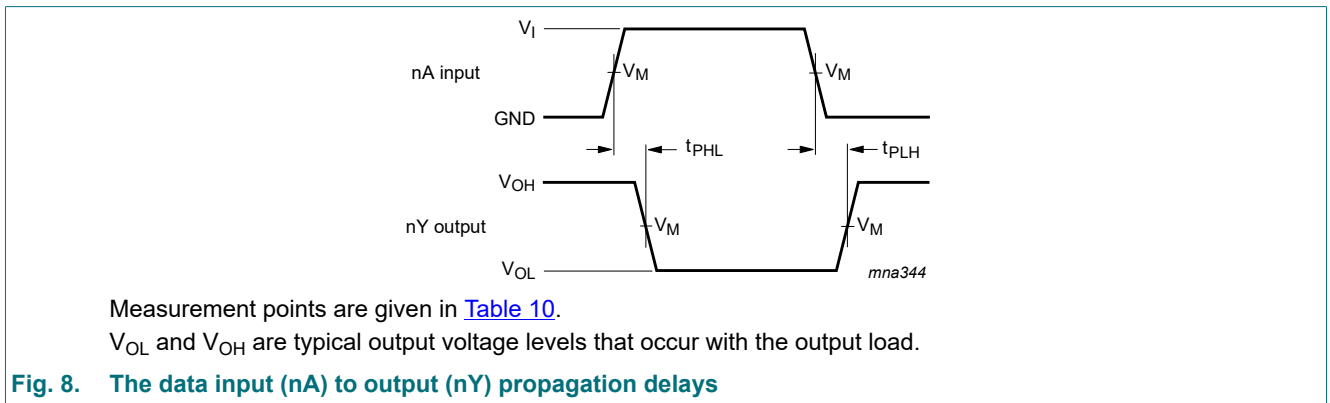 V_I
nA input
V_M
V_M
GND
t_PHL
t_PLH
V_OH
nY output
V_M
V_M
V_OL
mna344
Measurement points are given in Table 10.
V_OL and V_OH are typical output voltage levels that occur with the output load.
Fig. 8. The data input (nA) to output (nY) propagation delays